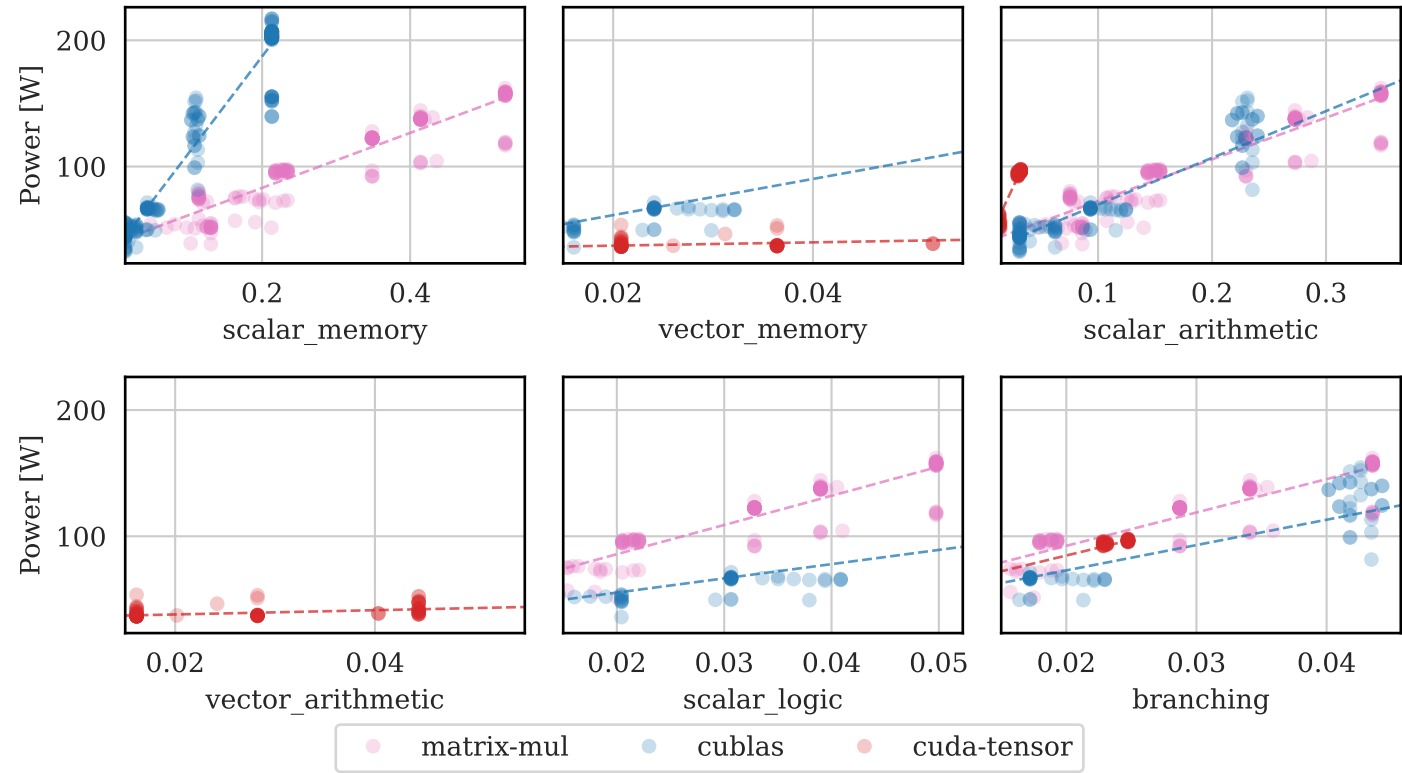 Power [W]
200
100
0.2 0.4
scalar_memory
0.02 0.04
vector_memory
0.1 0.2 0.3
scalar_arithmetic
Power [W]
200
100
0.02 0.04
vector_arithmetic
0.02 0.03 0.04 0.05
scalar_logic
0.02 0.03 0.04
branching
matrix-mul cublas cuda-tensor